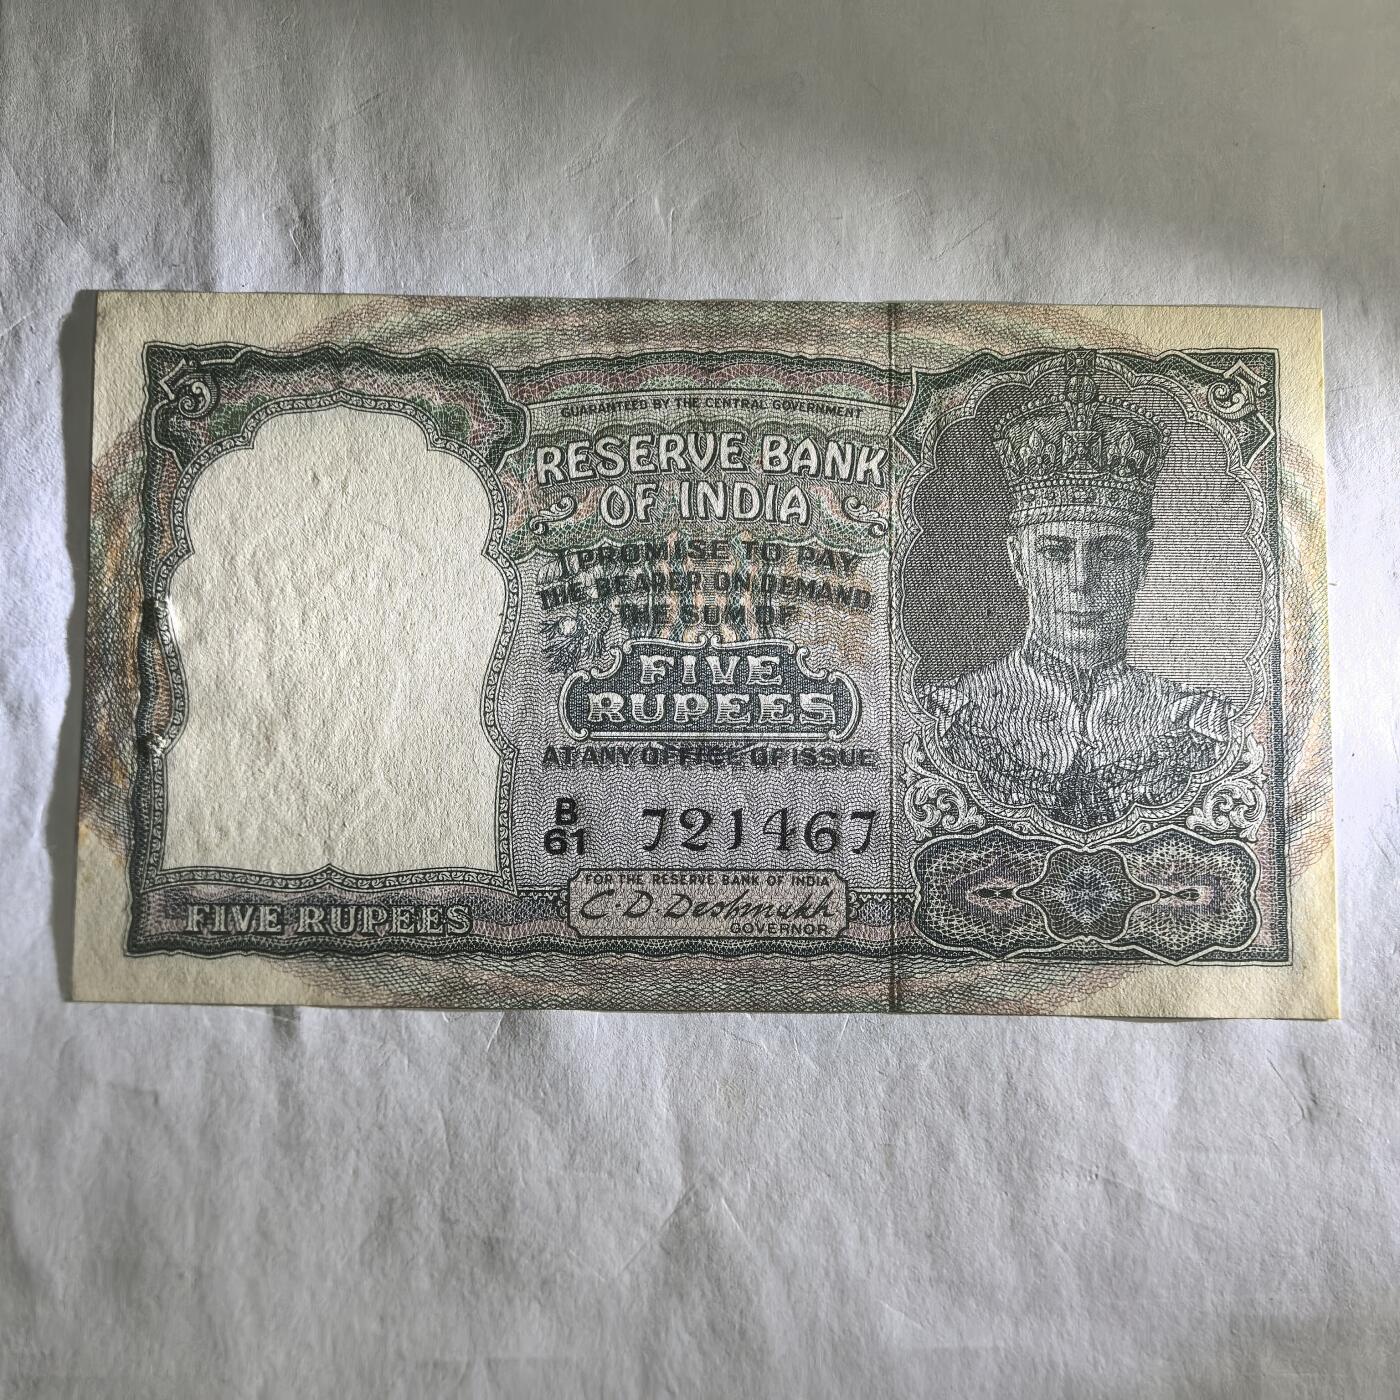 5
5
GUARANTEED BY THE CENTRAL GOVERNMENT
RESERVE BANK
OF INDIA
I PROMISE TO PAY
THE BEARER ON DEMAND
THE SUM OF
FIVE
RUPEES
AT ANY OFFICE OF ISSUE
B
61 721467
FOR THE RESERVE BANK OF INDIA
C. D. Deshmukh
GOVERNOR
FIVE RUPEES